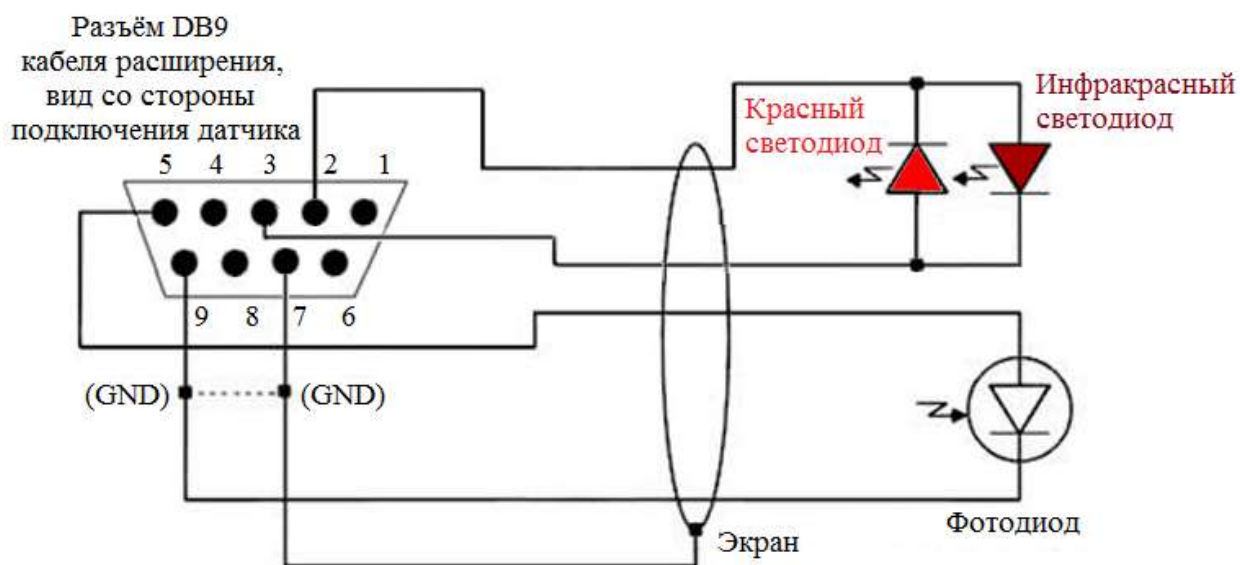 Разъём DB9
кабеля расширения,
вид со стороны
подключения датчика
5 4 3 2 1
9 8 7 6
(GND) (GND)
Красный
светодиод
Инфракрасный
светодиод
Фотодиод
Экран